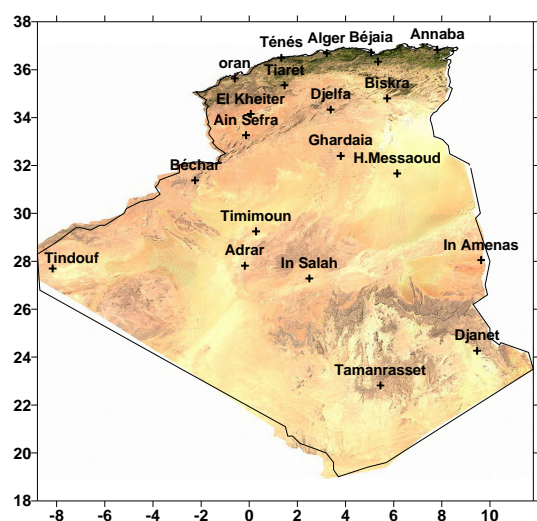 38
36
34
32
30
28
26
24
22
20
18
Ténés Alger Béjaia Annaba
oran
Tiaret
Biskra
El Kheiter
Djelfa
Ain Sefra
Ghardaia
H.Messaoud
Béchar
Timimoun
Adrar
In Salah
In Amenas
Tindouf
Djanet
Tamanrasset
-8 -6 -4 -2 0 2 4 6 8 10